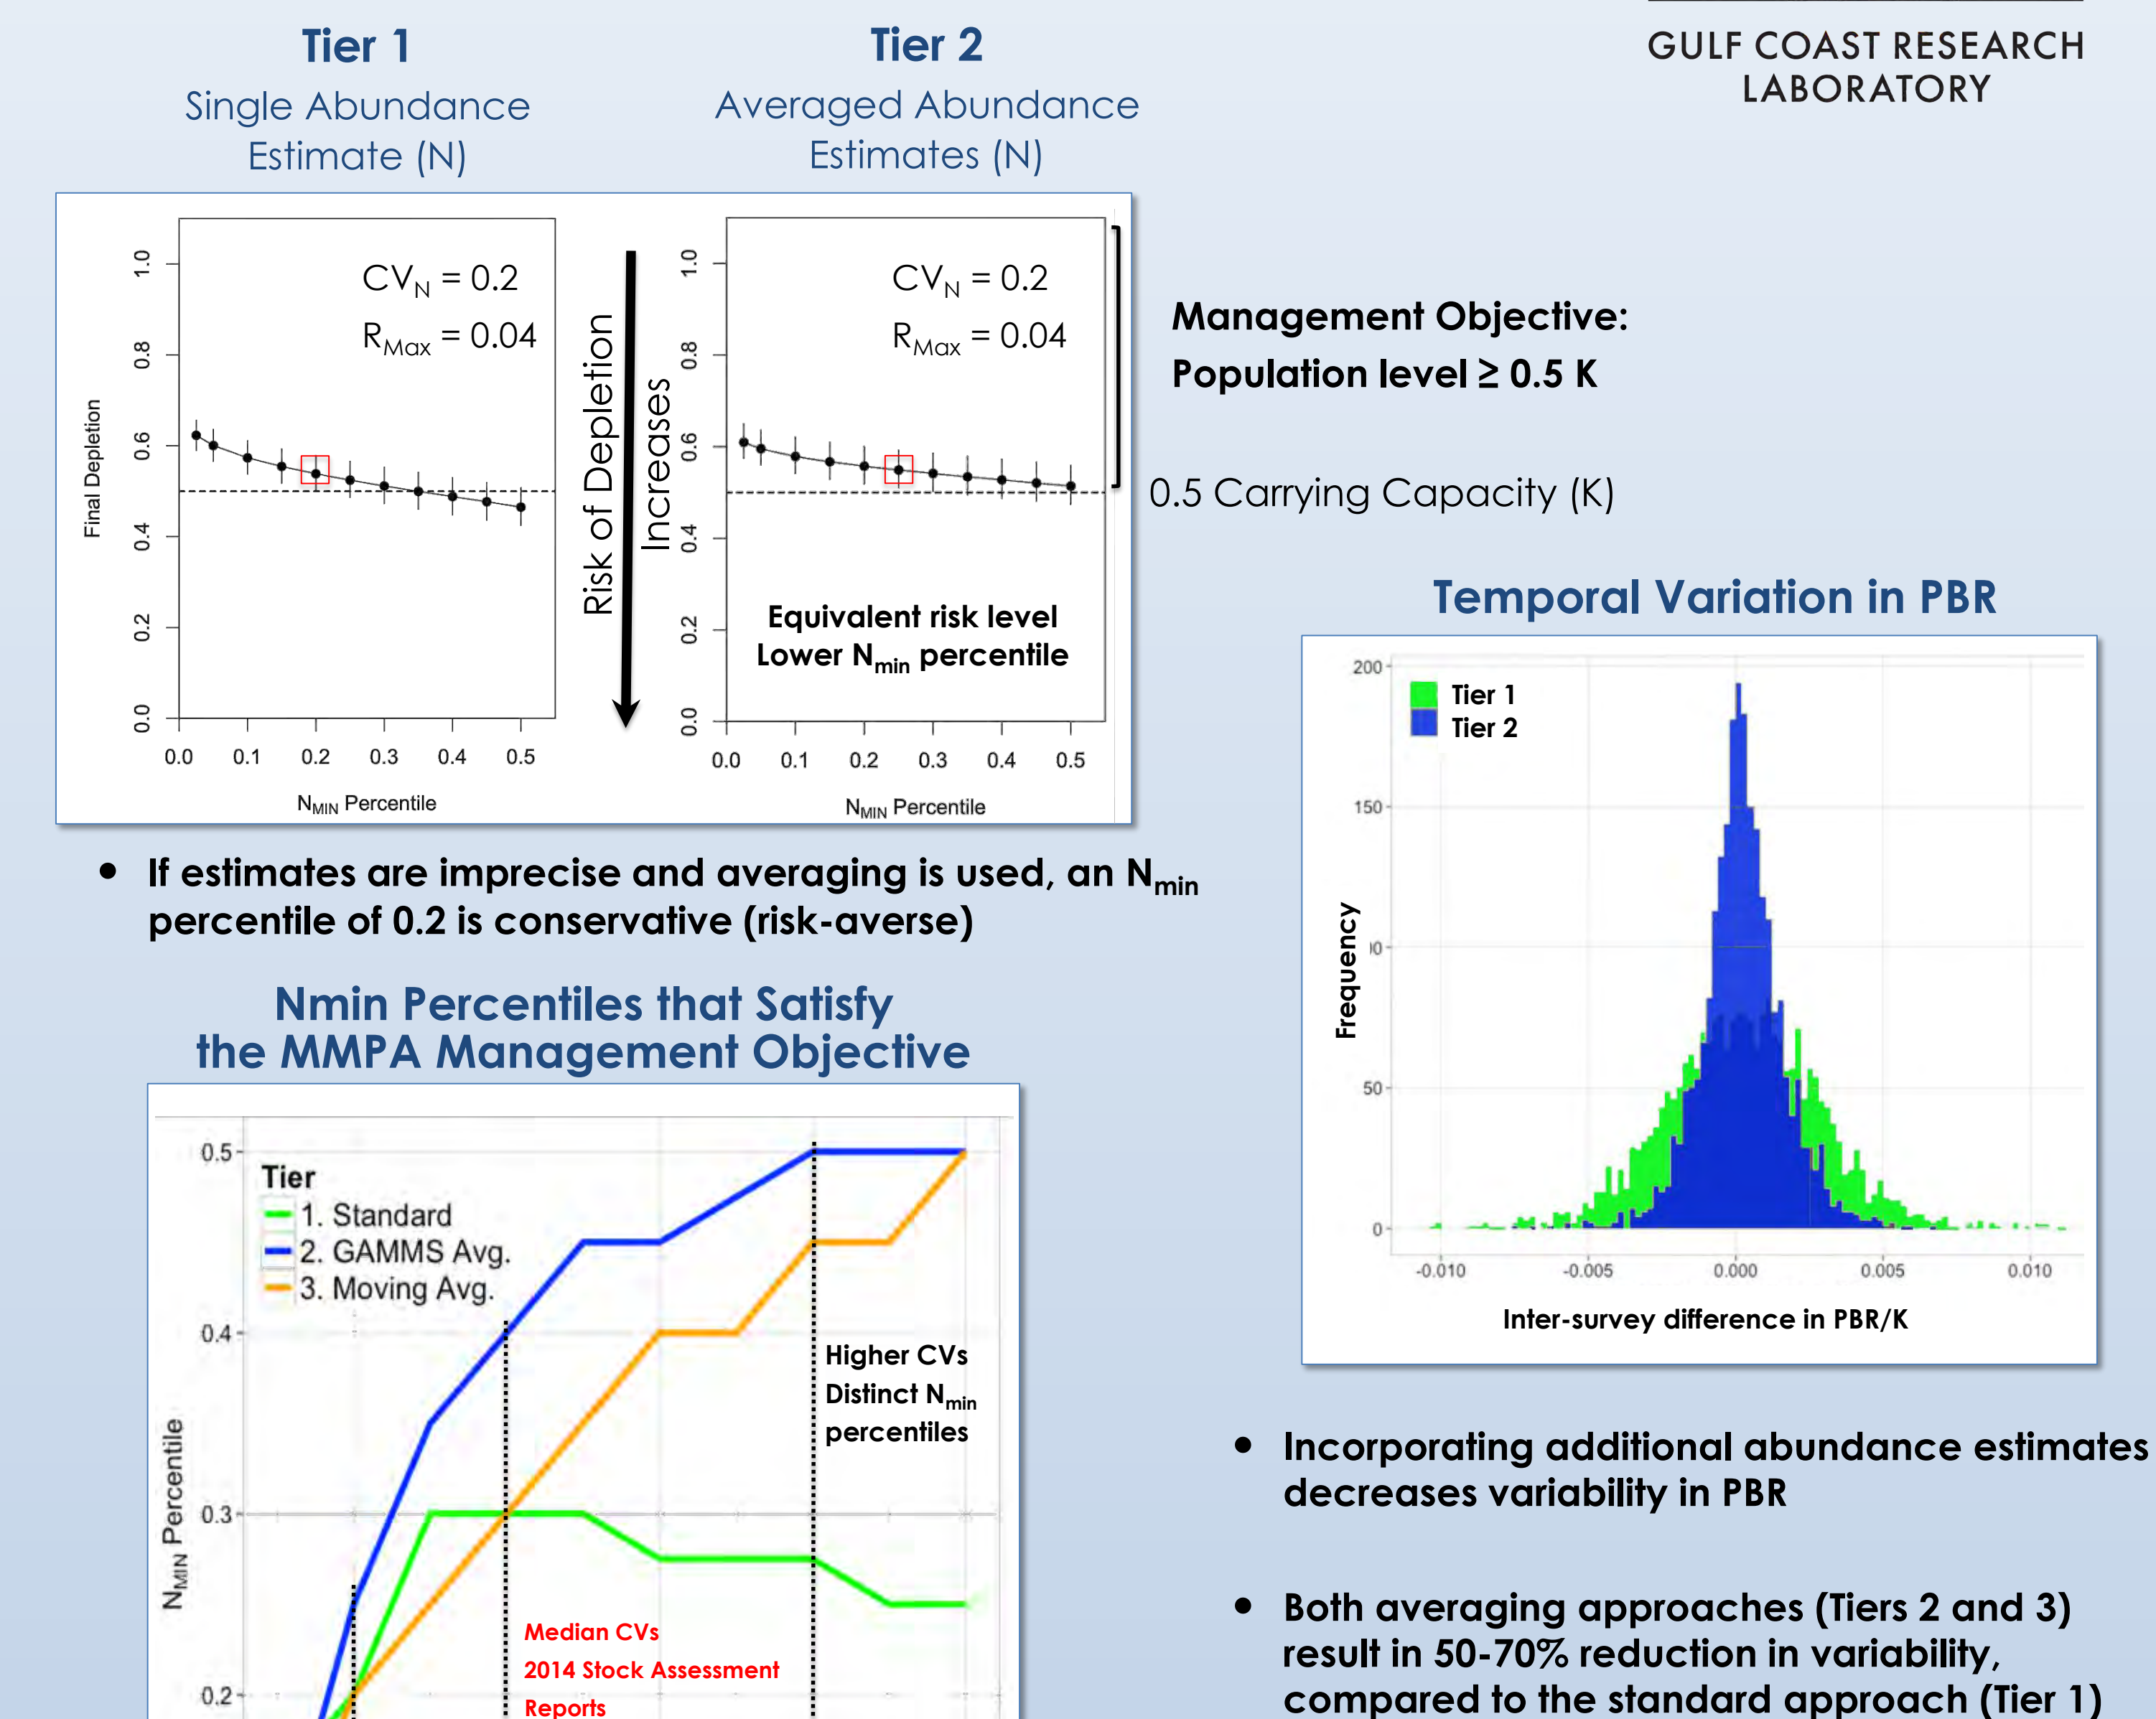 Tier 1
Single Abundance
Estimate (N)
Tier 2
Averaged Abundance
Estimates (N)
GULF COAST RESEARCH
LABORATORY
CVN = 0.2
RMax = 0.04
Final Depletion
1.0
0.8
0.6
0.4
0.2
0.0
0.0 0.1 0.2 0.3 0.4 0.5
NMIN Percentile
Risk of Depletion
Increases
CVN = 0.2
RMax = 0.04
1.0
0.8
0.6
0.4
0.2
0.0
Equivalent risk level
Lower Nmin percentile
0.0 0.1 0.2 0.3 0.4 0.5
NMIN Percentile
Management Objective:
Population level ≥ 0.5 K
0.5 Carrying Capacity (K)
• If estimates are imprecise and averaging is used, an Nmin
percentile of 0.2 is conservative (risk-averse)
Nmin Percentiles that Satisfy
the MMPA Management Objective
Tier
1. Standard
2. GAMMS Avg.
3. Moving Avg.
0.5
0.4
0.3
0.2
NMIN Percentile
Higher CVs
Distinct Nmin
percentiles
Median CVs
2014 Stock Assessment
Reports
Temporal Variation in PBR
Tier 1
Tier 2
200
150
50
0
Frequency
-0.010 -0.005 0.000 0.005 0.010
Inter-survey difference in PBR/K
• Incorporating additional abundance estimates
decreases variability in PBR
• Both averaging approaches (Tiers 2 and 3)
result in 50-70% reduction in variability,
compared to the standard approach (Tier 1)